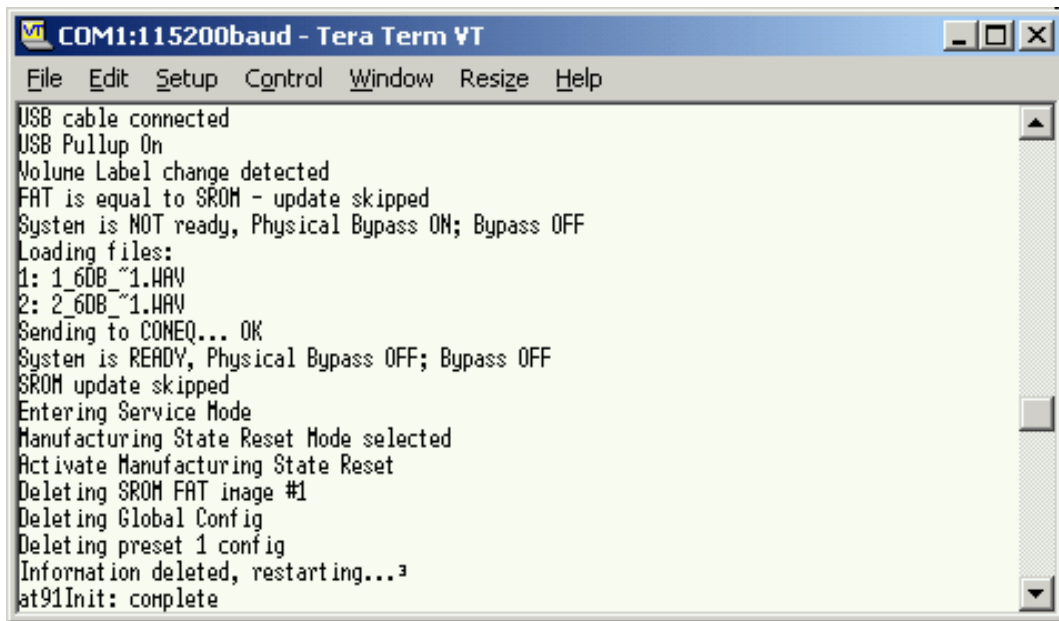 COM1:115200baud - Tera Term VT
File Edit Setup Control Window Resize Help
USB cable connected
USB Pullup On
Volume Label change detected
FAT is equal to SROM - update skipped
System is NOT ready, Physical Bypass ON; Bypass OFF
Loading files:
1: 1_6DB_~1.WAV
2: 2_6DB_~1.WAV
Sending to CONEQ... OK
System is READY, Physical Bypass OFF; Bypass OFF
SROM update skipped
Entering Service Mode
Manufacturing State Reset Mode selected
Activate Manufacturing State Reset
Deleting SROM FAT image #1
Deleting Global Config
Deleting preset 1 config
Information deleted, restarting...³
at91Init: complete